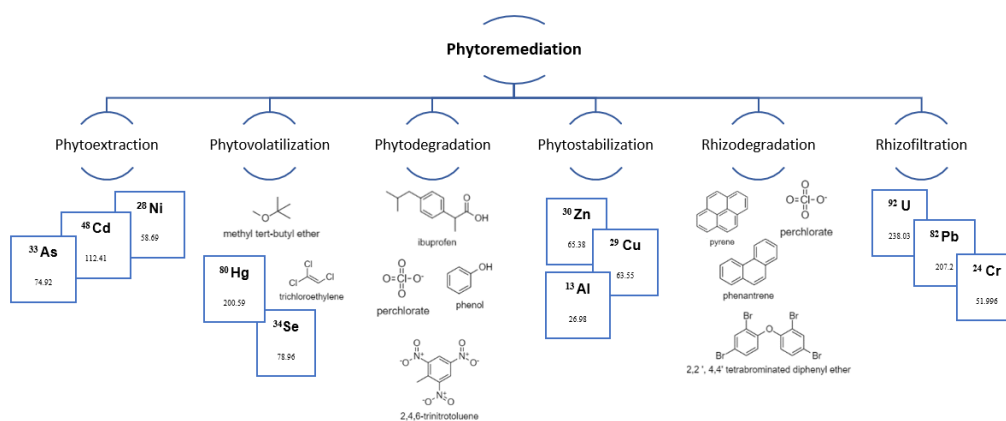 Phytoremediation
Phytoextraction
Phytovolatilization
Phytodegradation
Phytostabilization
Rhizodegradation
Rhizofiltration
28 Ni
58.69
48 Cd
112.41
33 As
74.92
O
methyl tert-butyl ether
80 Hg
200.59
Cl
Cl
Cl
trichloroethylene
34 Se
78.96
O
OH
ibuprofen
O
O=Cl-O-
O
perchlorate
OH
phenol
O
-O N+
O
N+ O-
N+
-O O
2,4,6-trinitrotoluene
30 Zn
65.38
29 Cu
63.55
13 Al
26.98
pyrene
O
O=Cl-O-
O
perchlorate
phenantrene
Br
O
Br
Br
Br
2,2 ', 4,4' tetrabrominated diphenyl ether
92 U
238.03
82 Pb
207.2
24 Cr
51.996